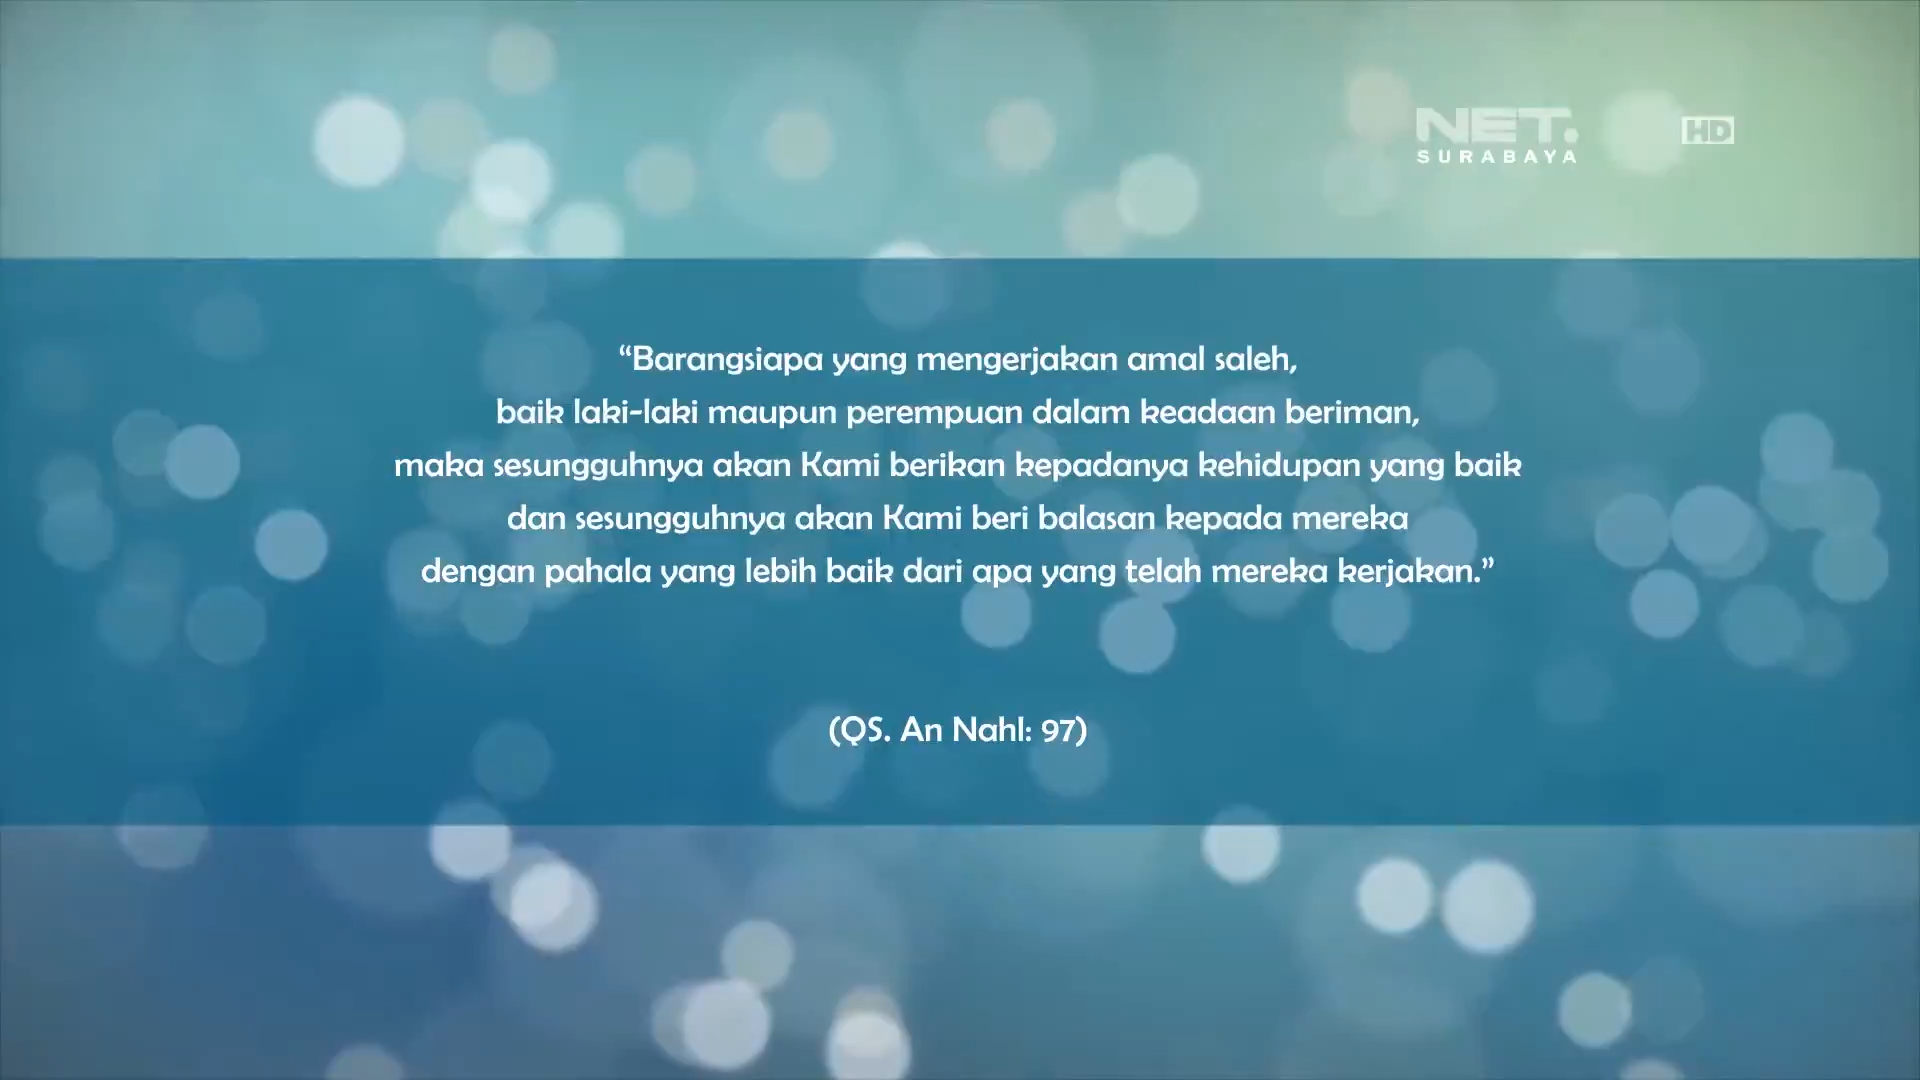 NET.
SURABAYA
HD
“Barangsiapa yang mengerjakan amal saleh,
baik laki-laki maupun perempuan dalam keadaan beriman,
maka sesungguhnya akan Kami berikan kepadanya kehidupan yang baik
dan sesungguhnya akan Kami beri balasan kepada mereka
dengan pahala yang lebih baik dari apa yang telah mereka kerjakan.”
(QS. An Nahl: 97)